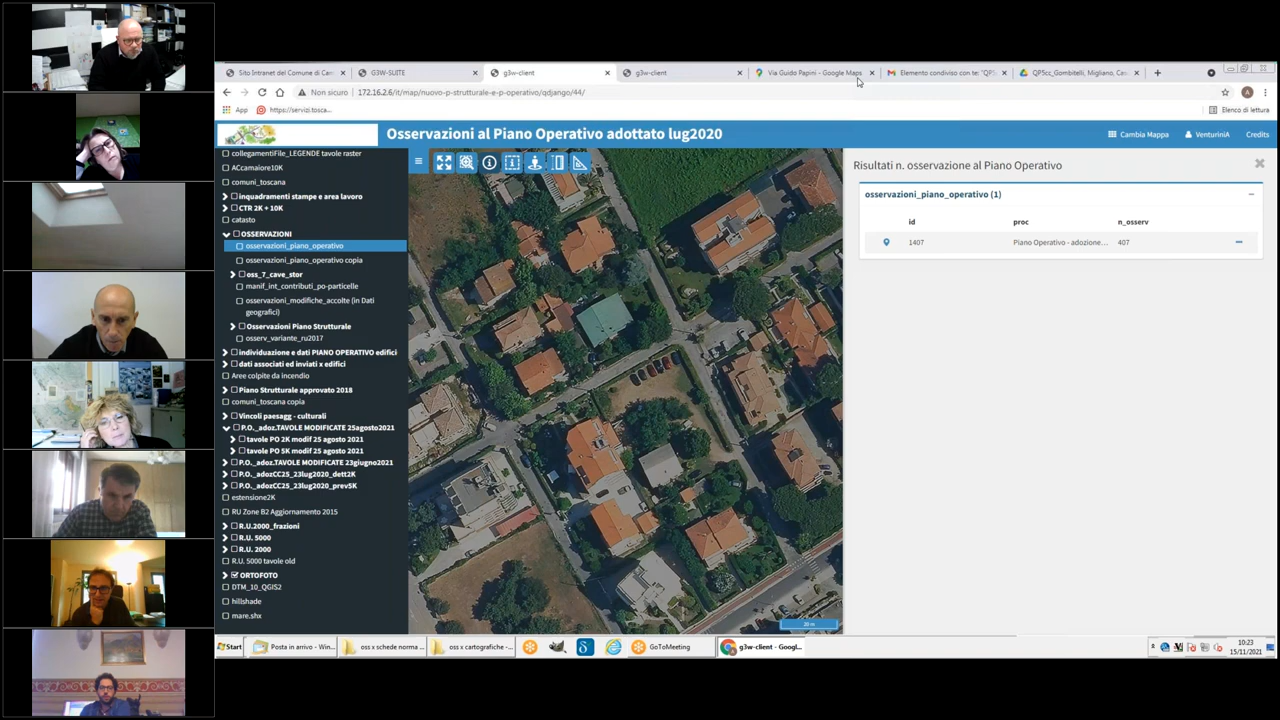 Sito Intranet del Comune di Cam
G3W-SUITE
g3w-client
g3w-client
Via Guido Papini - Google Maps
Elemento condiviso con te: "QP5
QP5cc_Gombitelli, Migliano, Cas
Non sicuro
172.16.2.6/it/map/nuovo-p-strutturale-e-p-operativo/qdjango/44/
App
https://servizi.tosca...
Elenco di lettura
Osservazioni al Piano Operativo adottato lug2020
Cambia Mappa
VenturiniA
Credits
collegamentiFile_LEGENDE tavole raster
ACcamaiore10K
comuni_toscana
inquadramenti stampe e area lavoro
CTR 2K + 10K
catasto
OSSERVAZIONI
osservazioni_piano_operativo
osservazioni_piano_operativo copia
oss_7_cave_stor
manif_int_contributi_po-particelle
osservazioni_modifiche_accolte (in Dati
geografici)
Osservazioni Piano Strutturale
osserv_variante_ru2017
individuazione e dati PIANO OPERATIVO edifici
dati associati ed inviati x edifici
Aree colpite da incendio
Piano Strutturale approvato 2018
comuni_toscana copia
Vincoli paesagg - culturali
P.O._adoz.TAVOLE MODIFICATE 25agosto2021
tavole PO 2K modif 25 agosto 2021
tavole PO 5K modif 25 agosto 2021
P.O._adoz.TAVOLE MODIFICATE 23giugno2021
P.O._adozCC25_23lug2020_dett2K
P.O._adozCC25_23lug2020_prev5K
estensione2K
RU Zone B2 Aggiornamento 2015
R.U.2000_frazioni
R.U. 5000
R.U. 2000
R.U. 5000 tavole old
ORTOFOTO
DTM_10_QGIS2
hillshade
mare.shx
20 m
Risultati n. osservazione al Piano Operativo
osservazioni_piano_operativo (1)
id proc n_osserv
1407 Piano Operativo - adozione... 407
Start
Posta in arrivo - Win...
oss x schede norma ...
oss x cartografiche -...
GoToMeeting
g3w-client - Googl...
10:23
15/11/2021